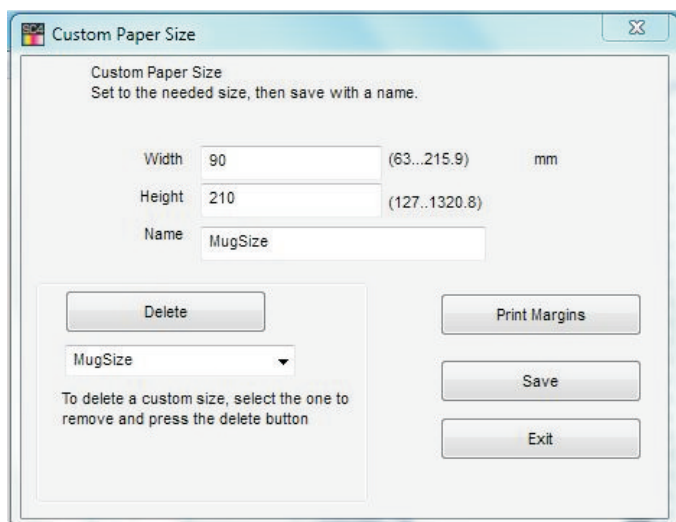 SC4
Custom Paper Size
Custom Paper Size
Set to the needed size, then save with a name.
Width 90 (63...215.9) mm
Height 210 (127..1320.8)
Name MugSize
Delete
Print Margins
MugSize
Save
To delete a custom size, select the one to
remove and press the delete button
Exit